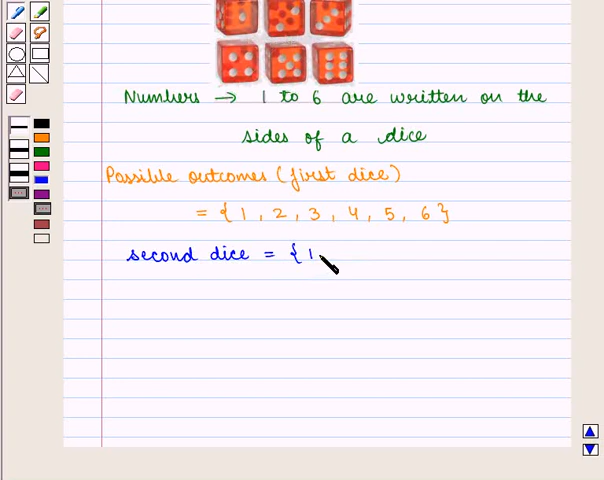 Numbers → 1 to 6 are written on the
sides of a dice
Possible outcomes (first dice)
= { 1 , 2 , 3 , 4 , 5 , 6 }
second dice = { 1